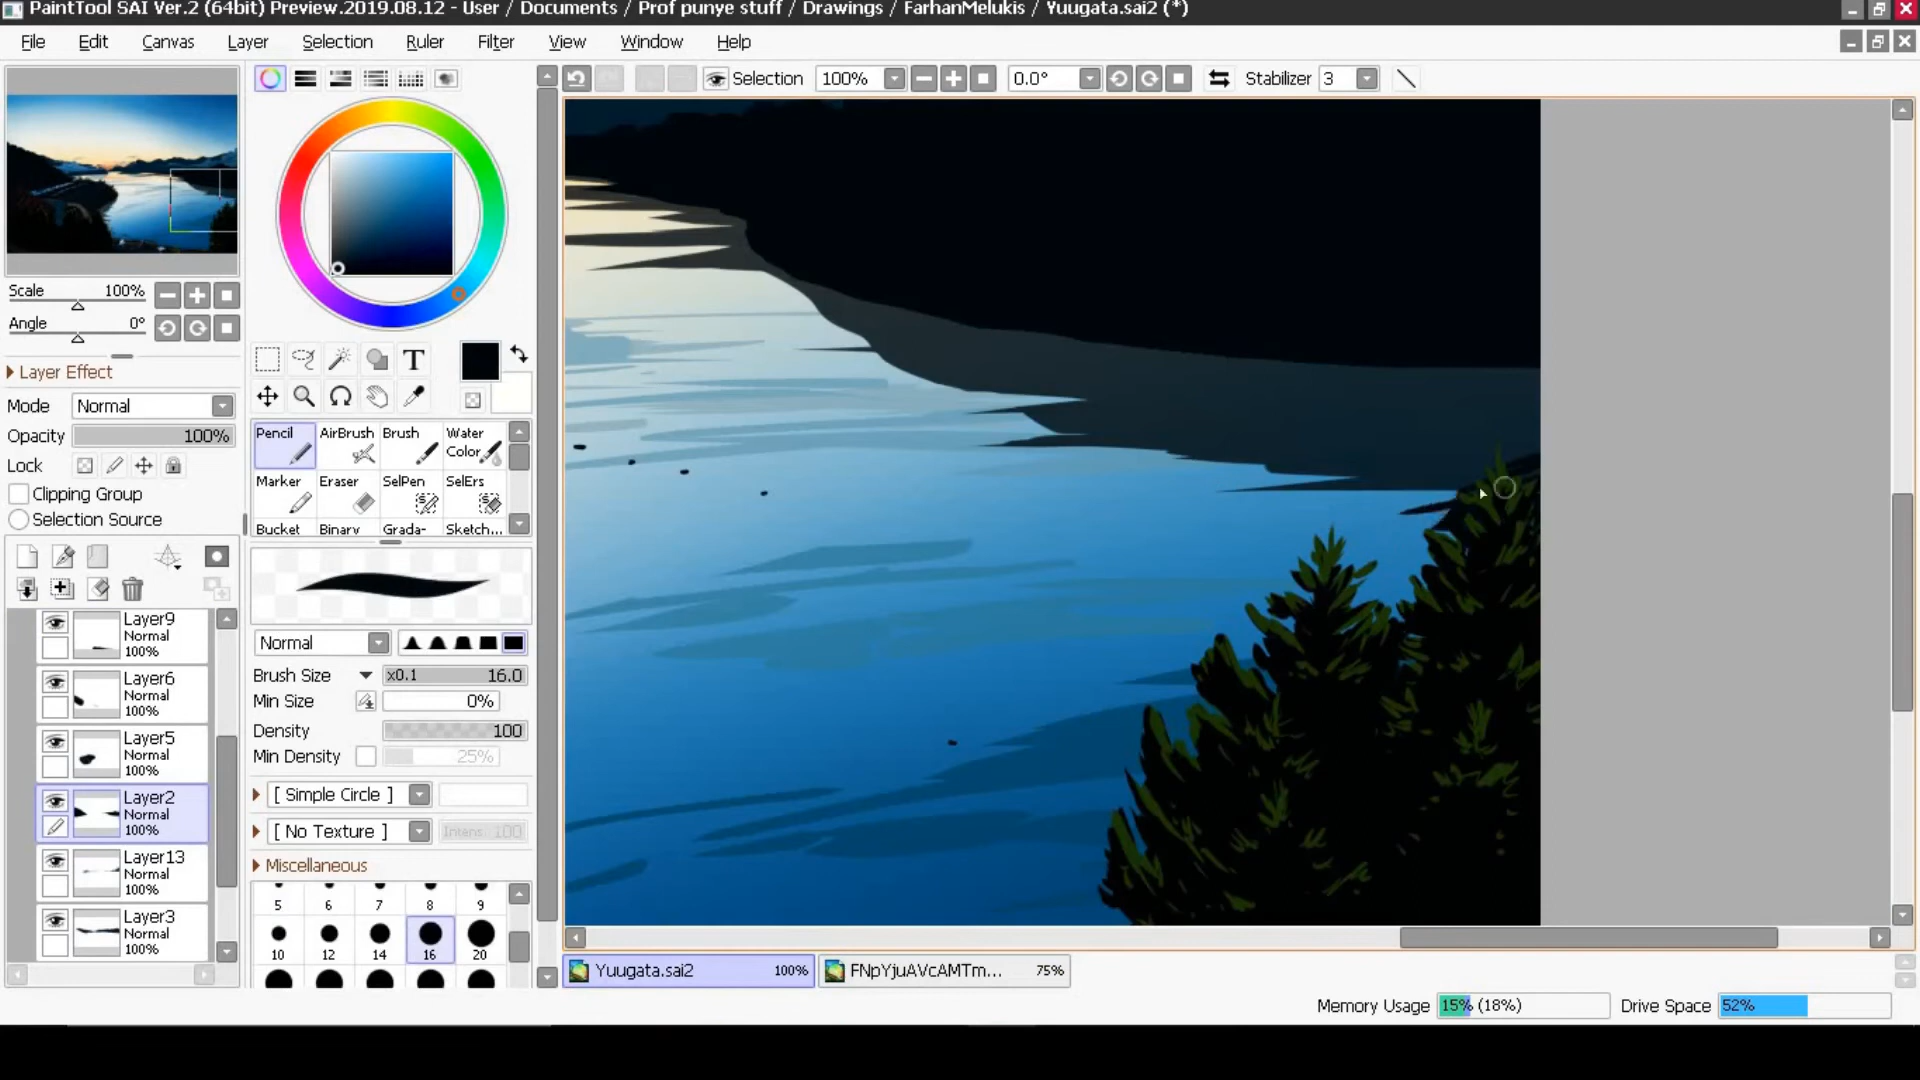 PaintTool SAI Ver.2 (64bit) Preview.2019.08.12 - User / Documents / Prof punye stuff / Drawings / FarhanMelukis / Yuugata.sai2 (*)
File Edit Canvas Layer Selection Ruler Filter View Window Help
Selection 100% 0.0° Stabilizer 3
Scale 100%
Angle 0°
Layer Effect
Mode Normal
Opacity 100%
Lock
Clipping Group
Selection Source
Layer9
Normal
100%
Layer6
Normal
100%
Layer5
Normal
100%
Layer2
Normal
100%
Layer13
Normal
100%
Layer3
Normal
100%
T
Pencil AirBrush Brush Water Color
Marker Eraser SelPen SelErs
Bucket Binary Grada- Sketch...
Normal
Brush Size x0.1 16.0
Min Size 0%
Density 100
Min Density 25%
[ Simple Circle ]
[ No Texture ] Intens 100
Miscellaneous
5 6 7 8 9
10 12 14 16 20
Yuugata.sai2 100% FNpYjuAVcAMTm... 75%
Memory Usage 15% (18%) Drive Space 52%